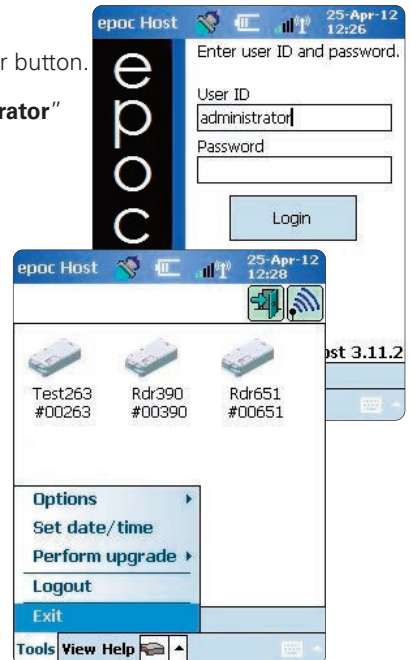 r button.
rator"
epoc Host
25-Apr-12
12:26
epoc
Enter user ID and password.
User ID
administrator
Password
Login
ost 3.11.2
epoc Host
25-Apr-12
12:28
Test263
#00263
Rdr390
#00390
Rdr651
#00651
Options
Set date/time
Perform upgrade
Logout
Exit
Tools View Help